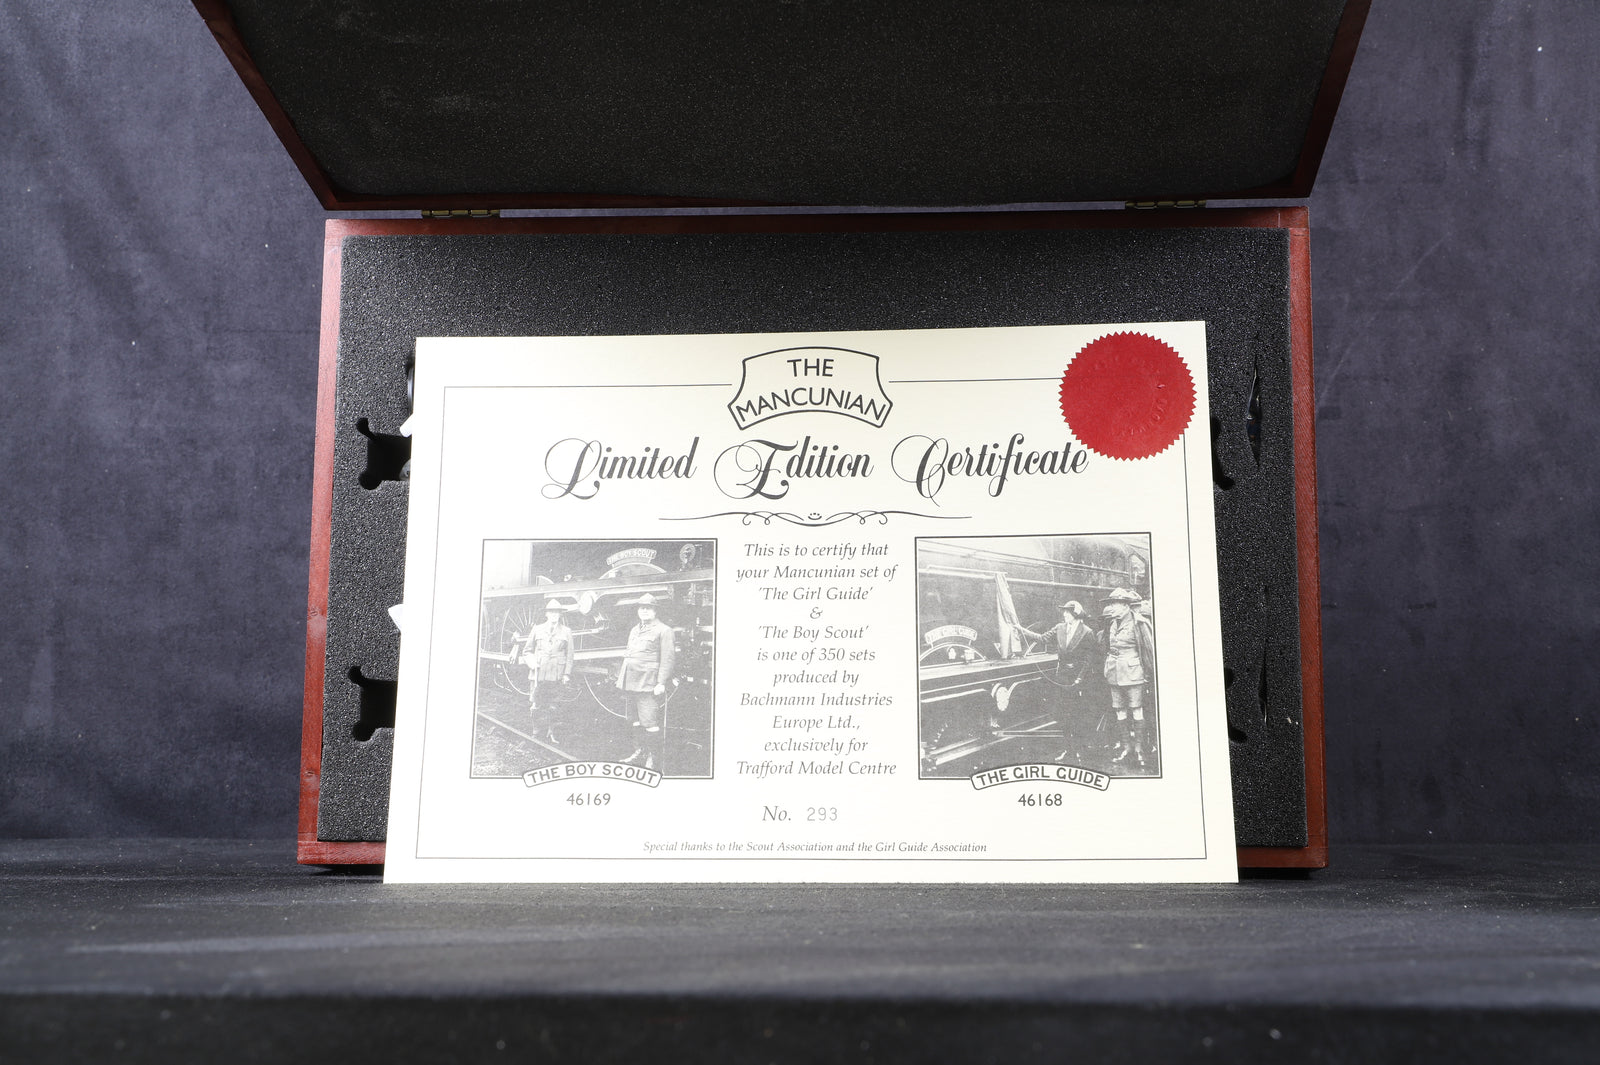 THE
MANCUNIAN
Limited Edition Certificate
THE BOY SCOUT
THE GIRL GUIDE
This is to certify that
your Mancunian set of
'The Girl Guide'
&
'The Boy Scout'
is one of 350 sets
produced by
Bachmann Industries
Europe Ltd.,
exclusively for
Trafford Model Centre
THE BOY SCOUT
46169
THE GIRL GUIDE
46168
No. 293
Special thanks to the Scout Association and the Girl Guide Association